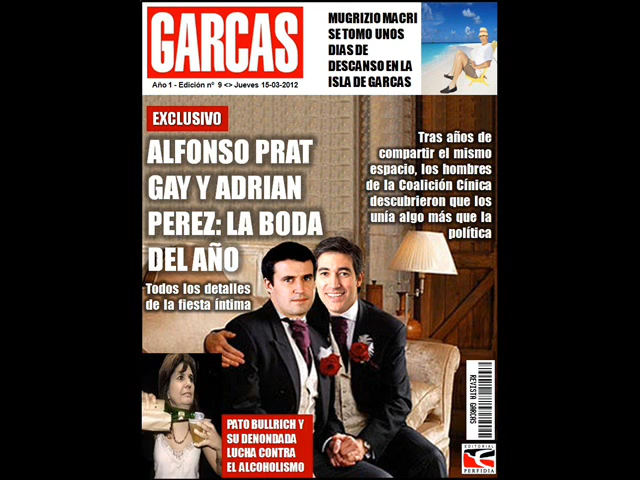 GARCAS
Año 1 - Edición nº 9 <> Jueves 15-03-2012
MUGRIZIO MACRI
SE TOMO UNOS
DIAS DE
DESCANSO EN LA
ISLA DE GARCAS
EXCLUSIVO
ALFONSO PRAT
GAY Y ADRIAN
PEREZ: LA BODA
DEL AÑO
Todos los detalles
de la fiesta íntima
Tras años de
compartir el mismo
espacio, los hombres
de la Coalición Cínica
descubrieron que los
unía algo más que la
política
PATO BULLRICH Y
SU DENONDADA
LUCHA CONTRA
EL ALCOHOLISMO
REVISTA GARCAS
EDITORIAL
PERFIDIA